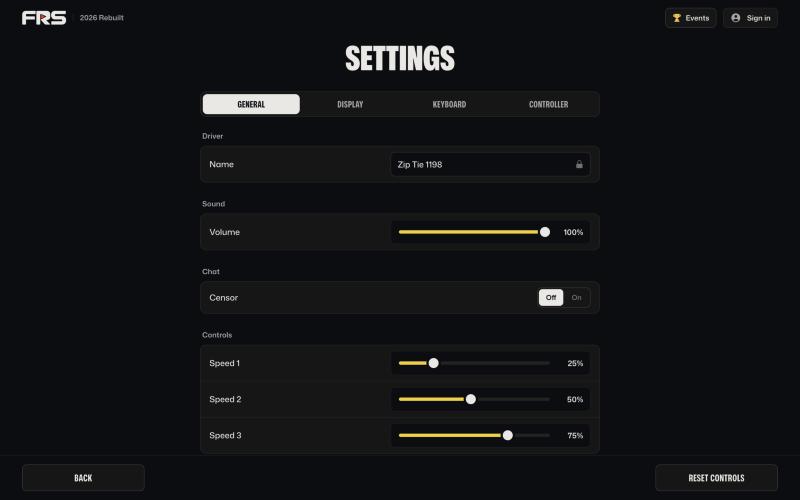 FRS 2026 Rebuilt Events Sign in
SETTINGS
GENERAL DISPLAY KEYBOARD CONTROLLER
Driver
Name Zip Tie 1198
Sound
Volume 100%
Chat
Censor Off On
Controls
Speed 1 25%
Speed 2 50%
Speed 3 75%
BACK RESET CONTROLS